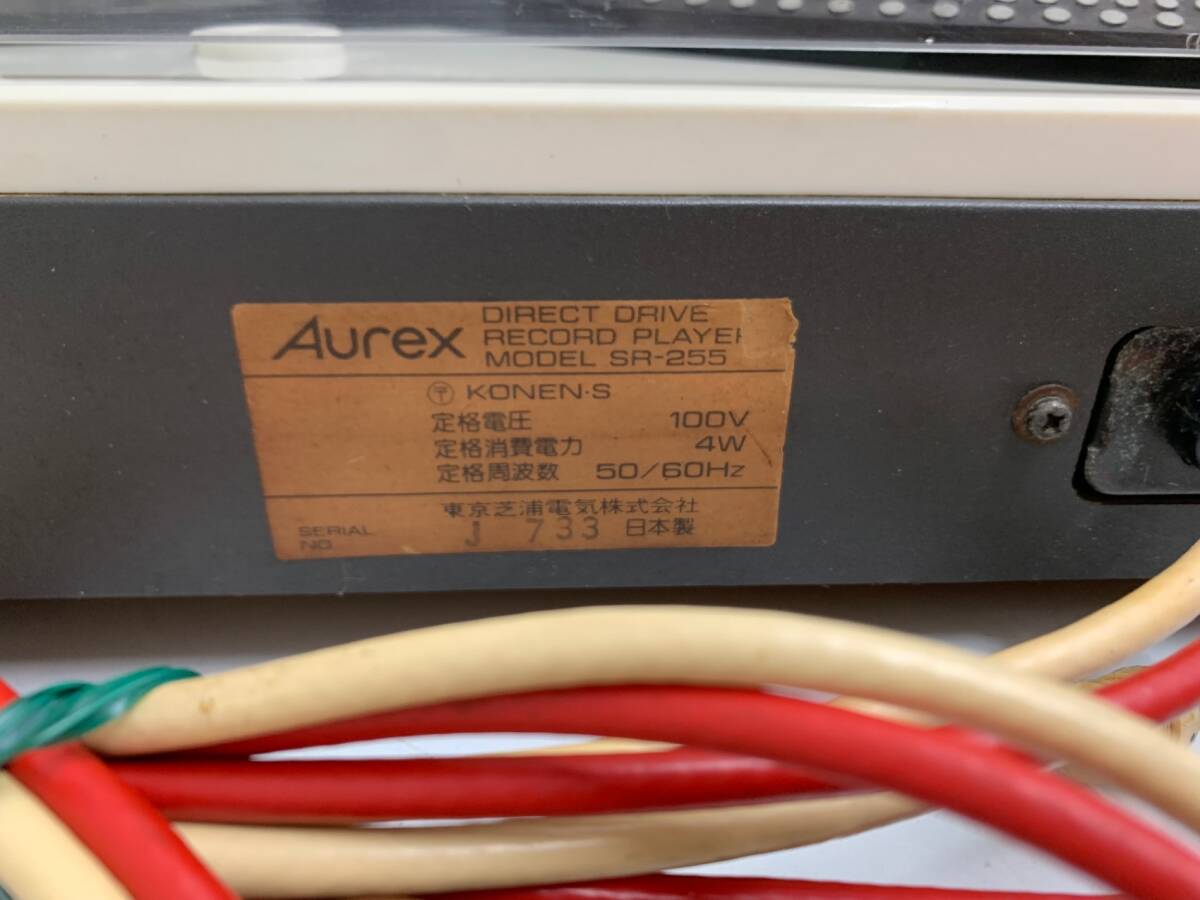 Aurex
DIRECT DRIVE
RECORD PLAYER
MODEL SR-255
〒 KONEN·S
定格電圧 100V
定格消費電力 4W
定格周波数 50/60Hz
東京芝浦電気株式会社
SERIAL NO J 733 日本製